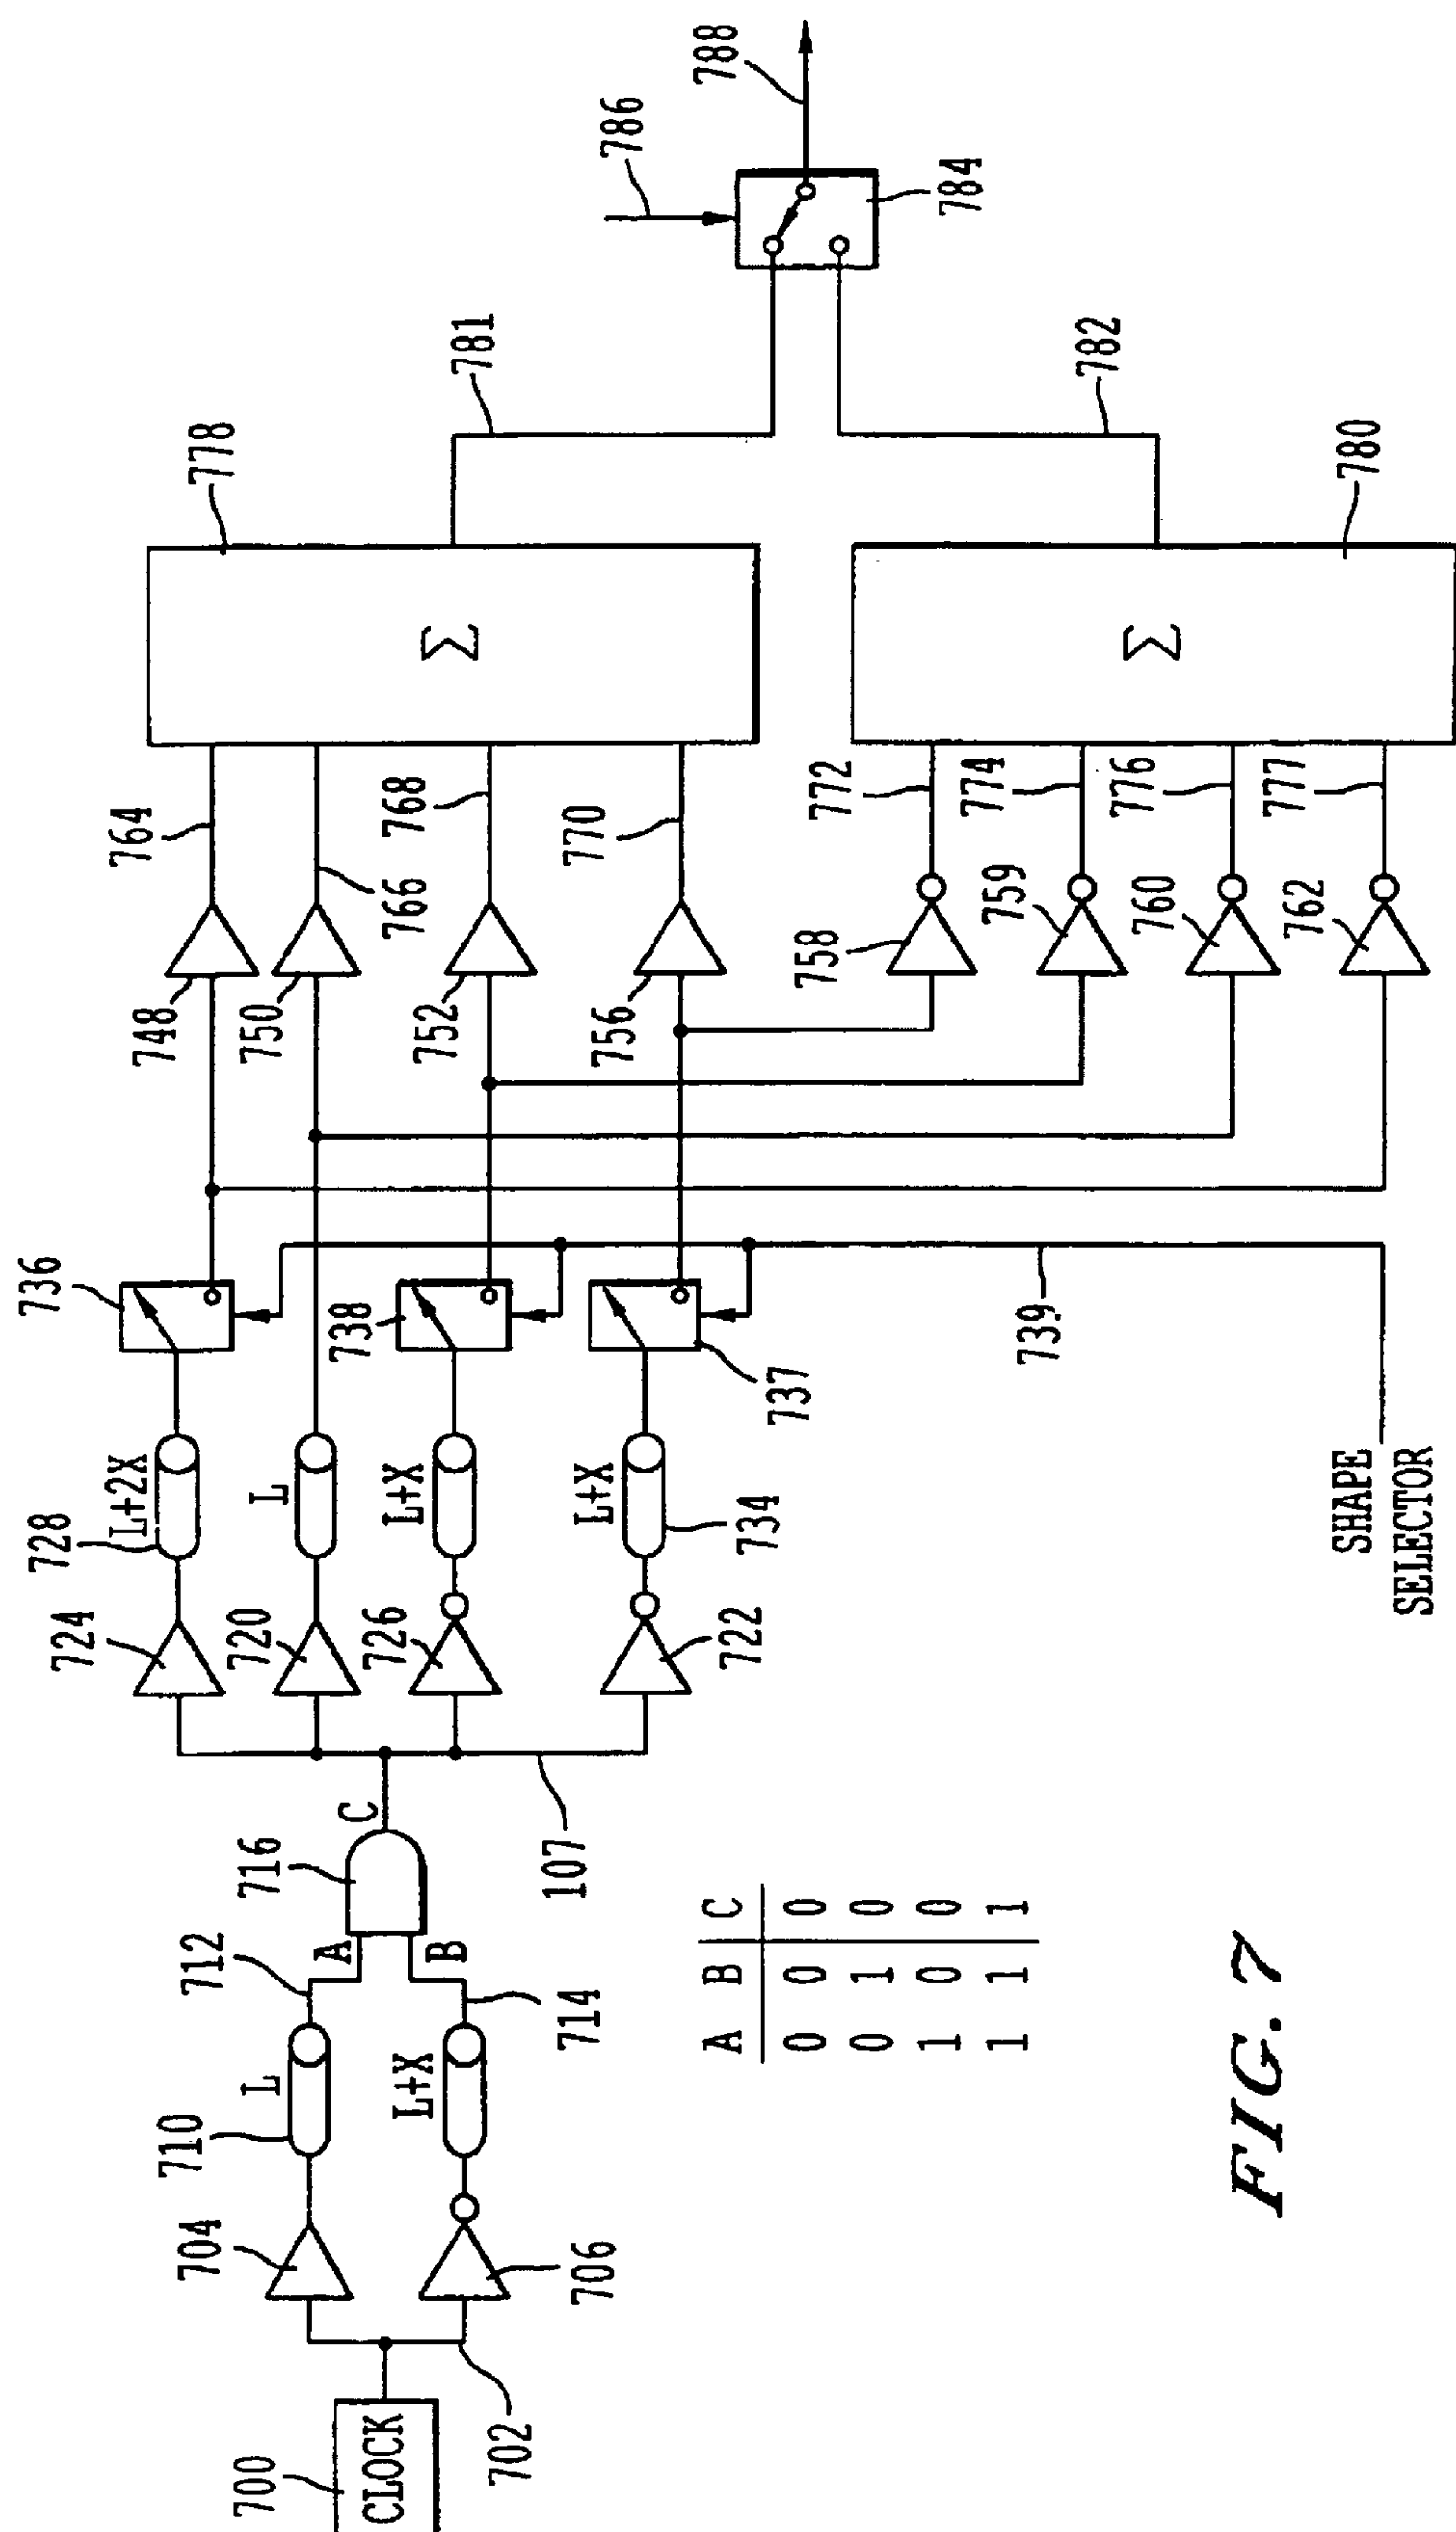 700
CLOCK
702
704
706
710
L
L+X
712
714
A
B
716
C
107
A B C
0 0 0
0 1 0
1 0 0
1 1 1
724
720
726
722
728
L+2X
L
L+X
L+X
734
736
738
737
739
SHAPE
SELECTOR
748
750
752
756
758
759
760
762
764
766
768
770
772
774
776
777
778
Σ
780
Σ
781
782
784
786
788
FIG. 7